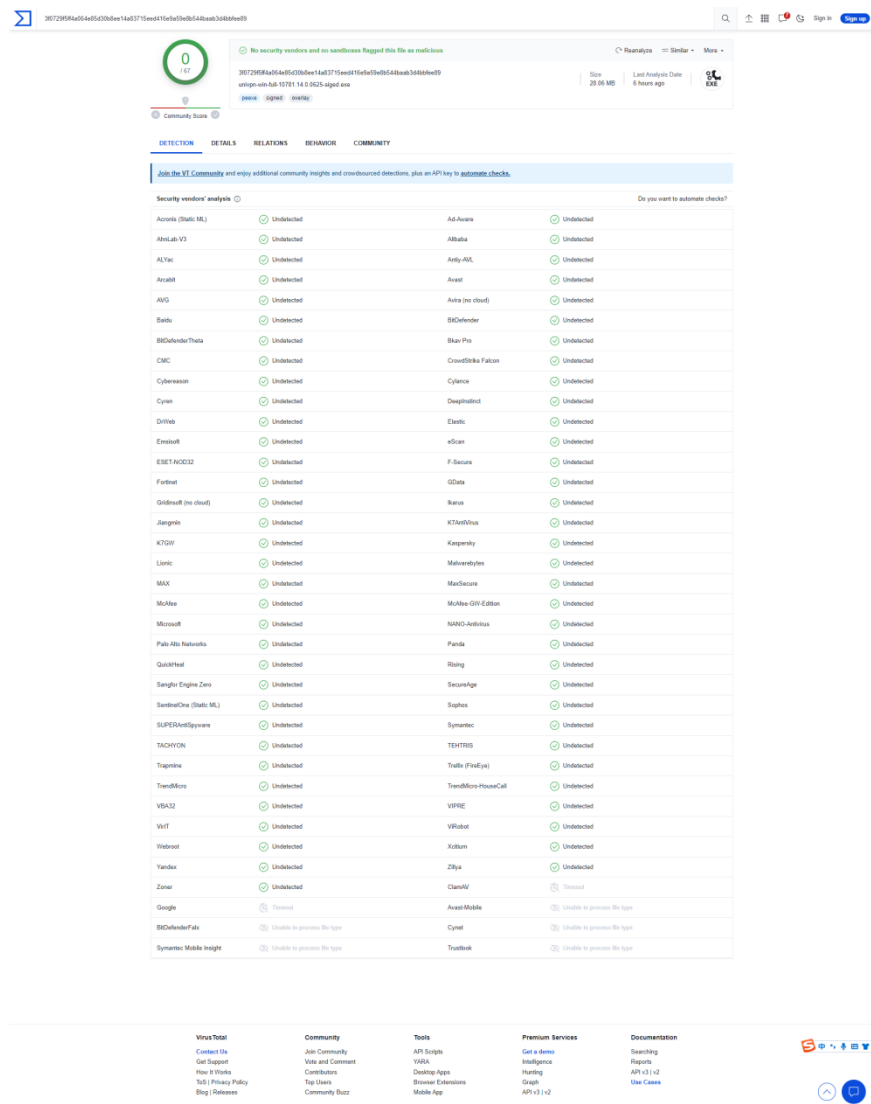 3f0729f5ff4a064e85d30b8ee14a83715eed416e9a59e8b544baab3d4bbfee89
Sign in
Sign up
0
/ 67
Community Score
No security vendors and no sandboxes flagged this file as malicious
Reanalyze
Similar
More
3f0729f5ff4a064e85d30b8ee14a83715eed416e9a59e8b544baab3d4bbfee89
univpn-win-full-10781.14.0.0625-signed.exe
peexe signed overlay
Size
28.06 MB
Last Analysis Date
6 hours ago
EXE
DETECTION DETAILS RELATIONS BEHAVIOR COMMUNITY
Join the VT Community and enjoy additional community insights and crowdsourced detections, plus an API key to automate checks.
Security vendors' analysis
Do you want to automate checks?
Acronis (Static ML) Undetected Ad-Aware Undetected
AhnLab-V3 Undetected Alibaba Undetected
ALYac Undetected Antiy-AVL Undetected
Arcabit Undetected Avast Undetected
AVG Undetected Avira (no cloud) Undetected
Baidu Undetected BitDefender Undetected
BitDefenderTheta Undetected Bkav Pro Undetected
CMC Undetected CrowdStrike Falcon Undetected
Cybereason Undetected Cylance Undetected
Cyren Undetected DeepInstinct Undetected
DrWeb Undetected Elastic Undetected
Emsisoft Undetected eScan Undetected
ESET-NOD32 Undetected F-Secure Undetected
Fortinet Undetected GData Undetected
Gridinsoft (no cloud) Undetected Ikarus Undetected
Jiangmin Undetected K7AntiVirus Undetected
K7GW Undetected Kaspersky Undetected
Lionic Undetected Malwarebytes Undetected
MAX Undetected MaxSecure Undetected
McAfee Undetected McAfee-GW-Edition Undetected
Microsoft Undetected NANO-Antivirus Undetected
Palo Alto Networks Undetected Panda Undetected
QuickHeal Undetected Rising Undetected
Sangfor Engine Zero Undetected SecureAge Undetected
SentinelOne (Static ML) Undetected Sophos Undetected
SUPERAntiSpyware Undetected Symantec Undetected
TACHYON Undetected TEHTRIS Undetected
Trapmine Undetected Trellix (FireEye) Undetected
TrendMicro Undetected TrendMicro-HouseCall Undetected
VBA32 Undetected VIPRE Undetected
VirIT Undetected ViRobot Undetected
Webroot Undetected Xcitium Undetected
Yandex Undetected Zillya Undetected
Zoner Undetected ClamAV Timeout
Google Timeout Avast-Mobile Unable to process file type
BitDefenderFalx Unable to process file type Cynet Unable to process file type
Symantec Mobile Insight Unable to process file type Trustlook Unable to process file type
VirusTotal Community Tools Premium Services Documentation
Contact Us Join Community API Scripts Get a demo Searching
Get Support Vote and Comment YARA Intelligence Reports
How It Works Contributors Desktop Apps Hunting API v3 | v2
ToS | Privacy Policy Top Users Browser Extensions Graph Use Cases
Blog | Releases Community Buzz Mobile App API v3 | v2
中